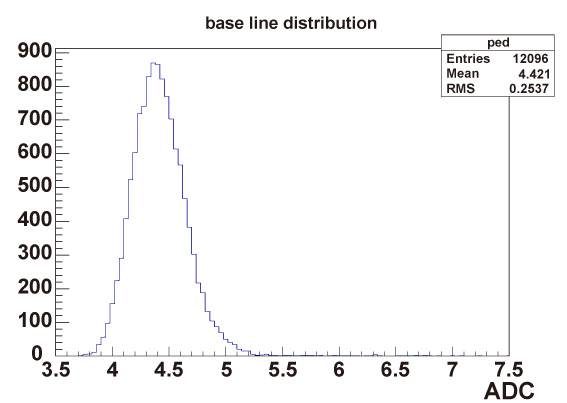 base line distribution
ped
Entries 12096
Mean 4.421
RMS 0.2537
900
800
700
600
500
400
300
200
100
0
3.5 4 4.5 5 5.5 6 6.5 7 7.5
ADC